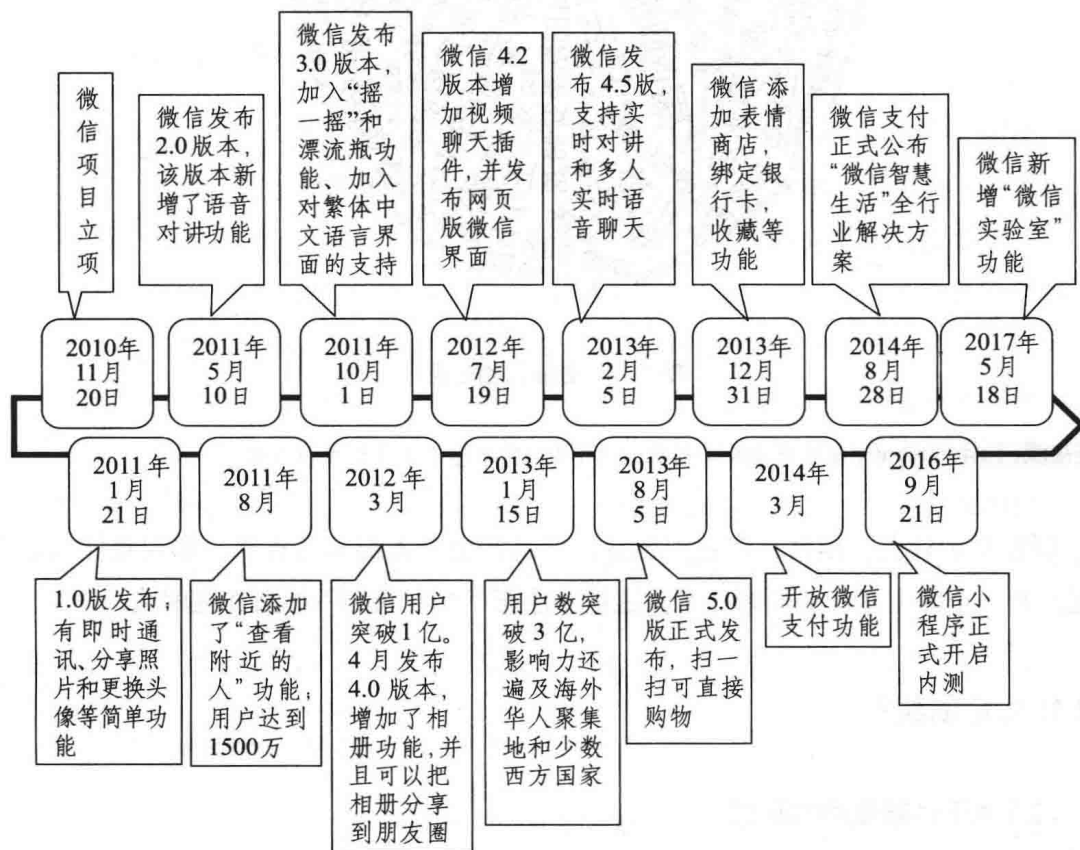 微
信
项
目
立
项
微信发布
2.0 版本，
该版本新
增了语音
对讲功能
微信发布
3.0 版本，
加入“摇
一摇”和
漂流瓶功
能、加入
对繁体中
文语言界
面的支持
微信 4.2
版本增
加视频
聊天插
件，并发
布网页
版微信
界面
微信发
布 4.5版，
支持实
时对讲
和多人
实时语
音聊天
微信添
加表情
商店，
绑定银
行卡，
收藏等
功能
微信支付
正式公布
“微信智慧
生活”全行
业解决方
案
微信新
增“微信
实验室”
功能
2010年
11月
20日
2011年
5月
10日
2011年
10月
1日
2012年
7月
19日
2013年
2月
5日
2013年
12月
31日
2014年
8月
28日
2017年
5月
18日
2011年
1月
21日
2011年
8月
2012年
3月
2013年
1月
15日
2013年
8月
5日
2014年
3月
2016年
9月
21日
1.0版发布；
有即时通
讯、分享照
片和更换头
像等简单功
能
微信添加
了“查看
附近的
人”功能；
用户达到
1500万
微信用户
突破1亿。
4月发布
4.0 版本，
增加了相
册功能，并
且可以把
相册分享
到朋友圈
用户数突
破3亿，
影响力还
遍及海外
华人聚集
地和少数
西方国家
微信 5.0
版正式发
布，扫一
扫可直接
购物
开放微信
支付功能
微信小
程序正
式开启
内测